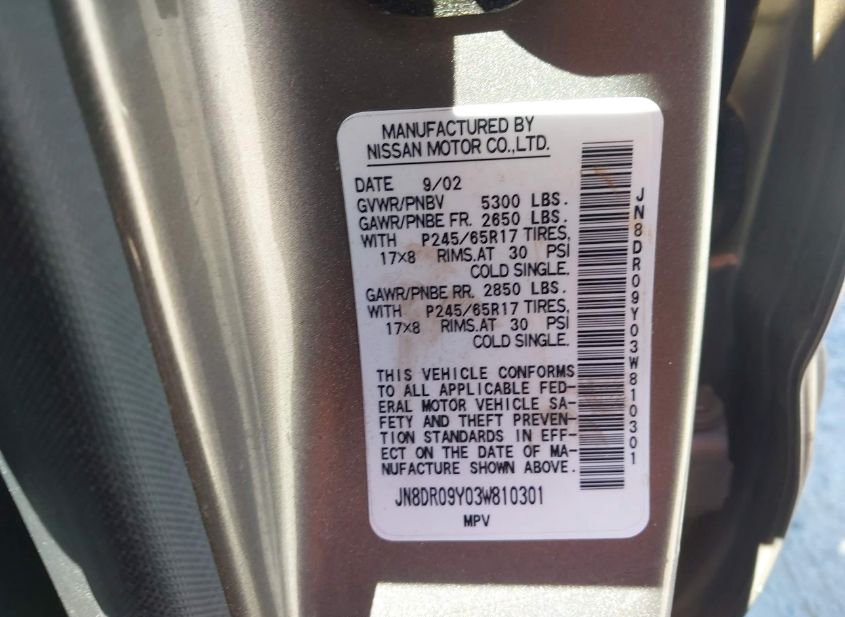 MANUFACTURED BY
NISSAN MOTOR CO.,LTD.
DATE 9/02
GVWR/PNBV 5300 LBS.
GAWR/PNBE FR. 2650 LBS.
WITH P245/65R17 TIRES,
17×8 RIMS.AT 30 PSI
COLD SINGLE.
GAWR/PNBE RR. 2850 LBS.
WITH P245/65R17 TIRES,
17×8 RIMS.AT 30 PSI
COLD SINGLE.
THIS VEHICLE CONFORMS
TO ALL APPLICABLE FED-
ERAL MOTOR VEHICLE SA-
FETY AND THEFT PREVEN-
TION STANDARDS IN EFF-
ECT ON THE DATE OF MA-
NUFACTURE SHOWN ABOVE.
JN8DR09Y03W810301
MPV
JN8DR09Y03W810301